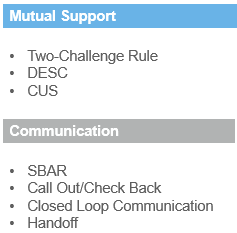 Mutual Support
• Two-Challenge Rule
• DESC
• CUS
Communication
• SBAR
• Call Out/Check Back
• Closed Loop Communication
• Handoff